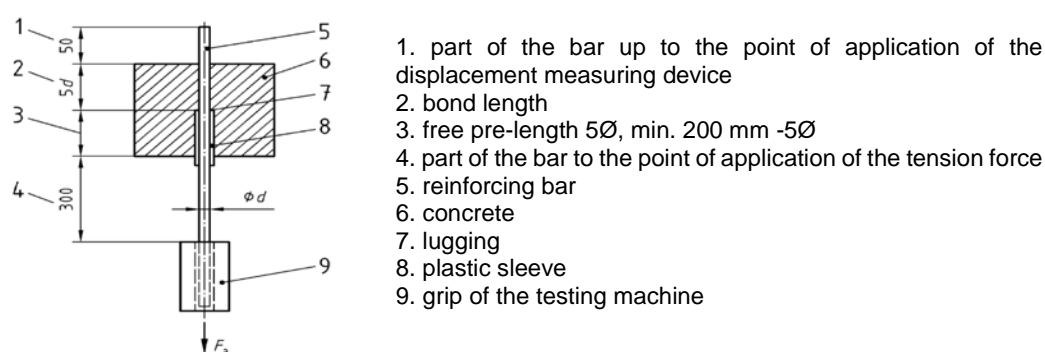 1
50
2
5d
3
4
300
Φd
5
6
7
8
9
Fₐ
1. part of the bar up to the point of application of the
displacement measuring device
2. bond length
3. free pre-length 5Ø, min. 200 mm -5Ø
4. part of the bar to the point of application of the tension force
5. reinforcing bar
6. concrete
7. lugging
8. plastic sleeve
9. grip of the testing machine